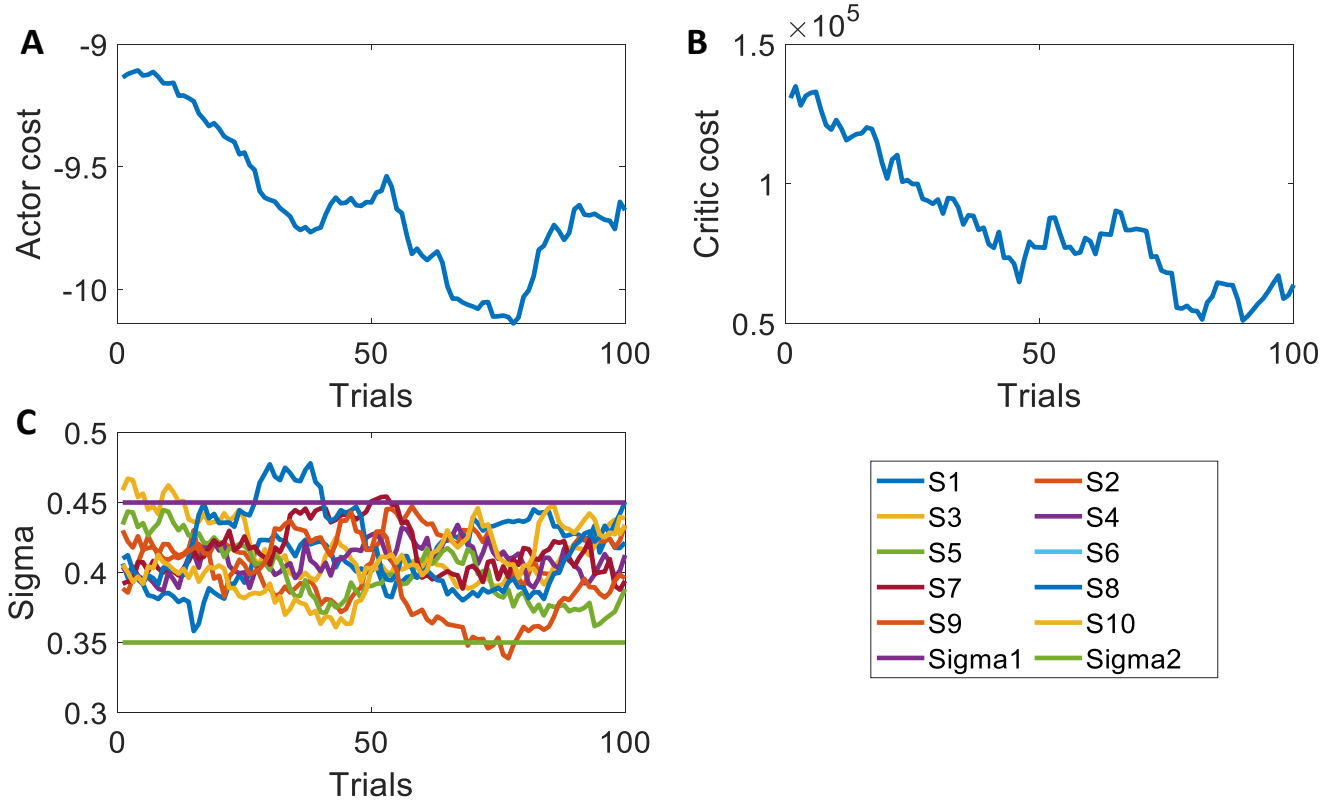 A
Actor cost
-9
-9.5
-10
0 50 100
Trials
B
×10^5
Critic cost
1.5
1
0.5
0 50 100
Trials
C
Sigma
0.5
0.45
0.4
0.35
0.3
0 50 100
Trials
S1 S2
S3 S4
S5 S6
S7 S8
S9 S10
Sigma1 Sigma2